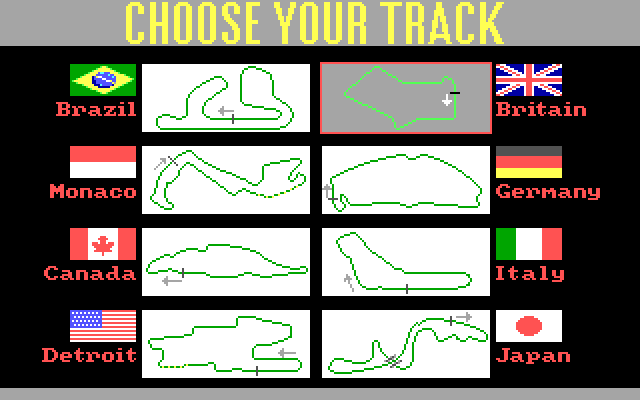 CHOOSE YOUR TRACK
Brazil
Britain
Monaco
Germany
Canada
Italy
Detroit
Japan